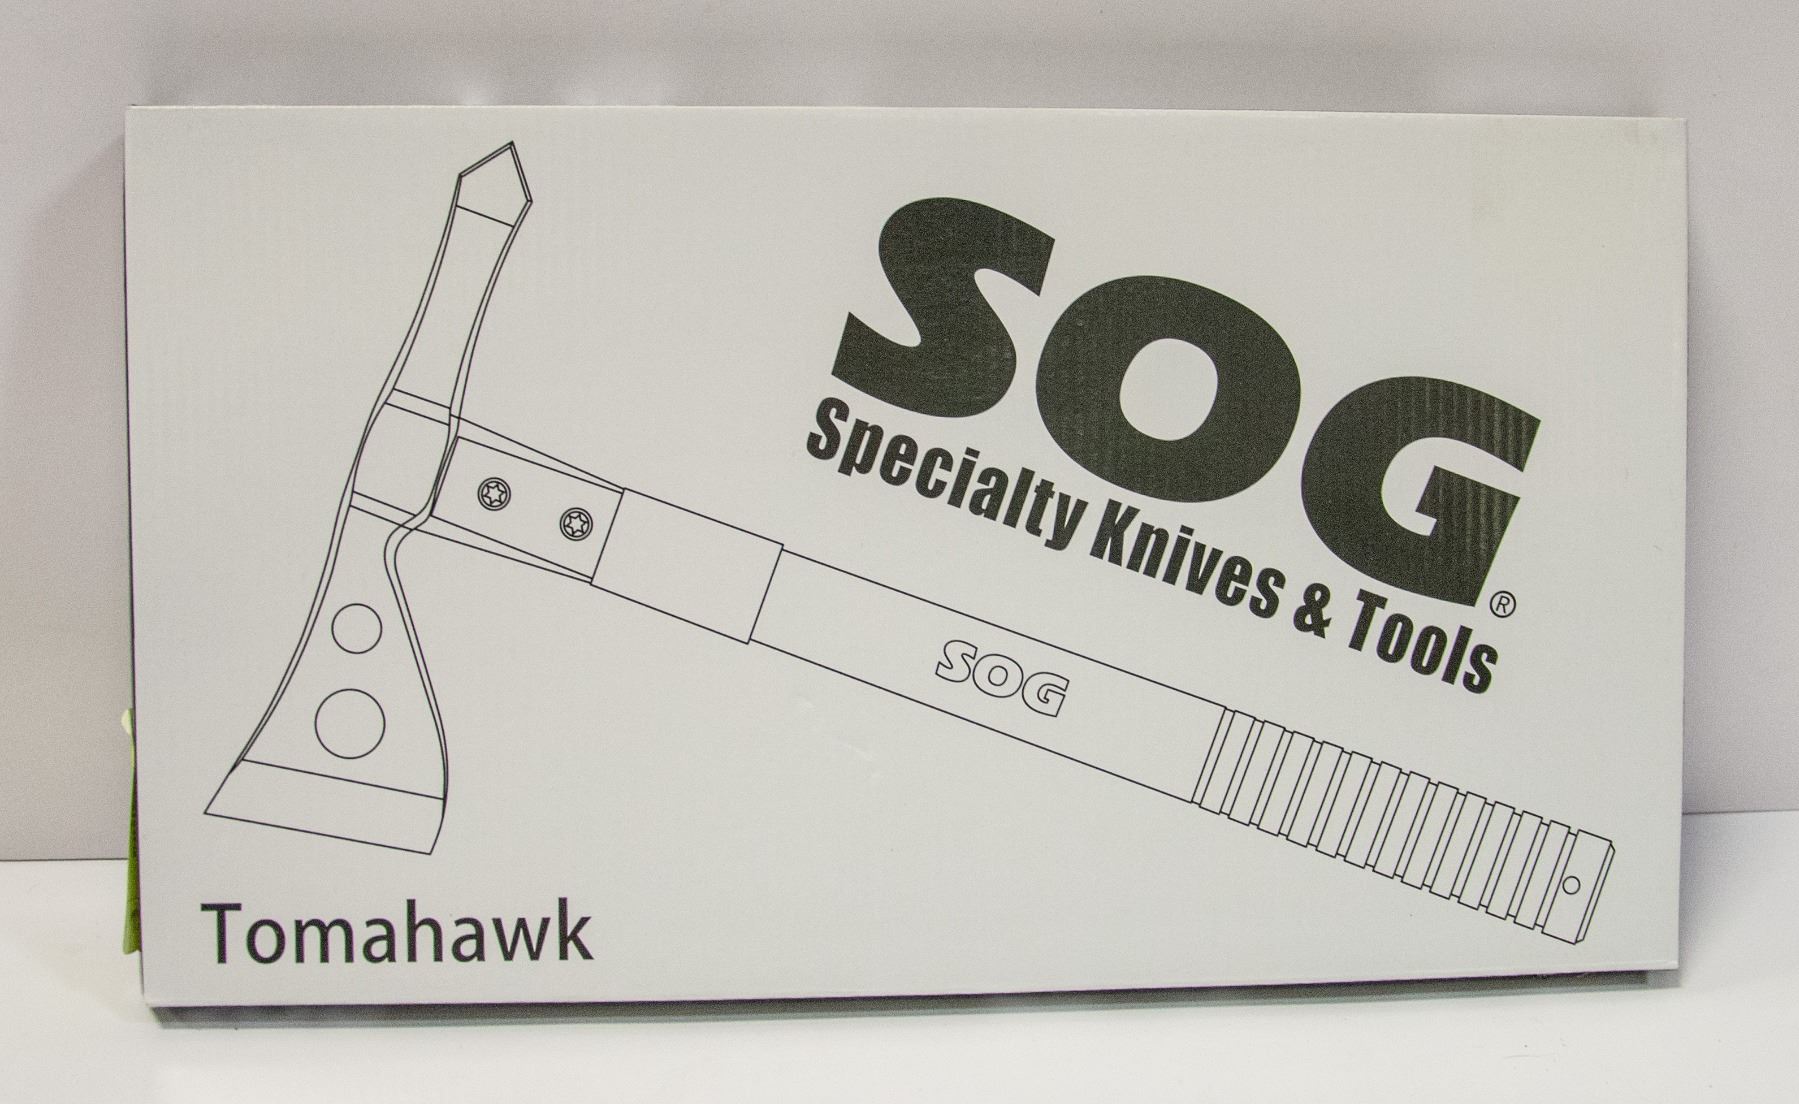 SOG®
Specialty Knives & Tools
SOG
Tomahawk